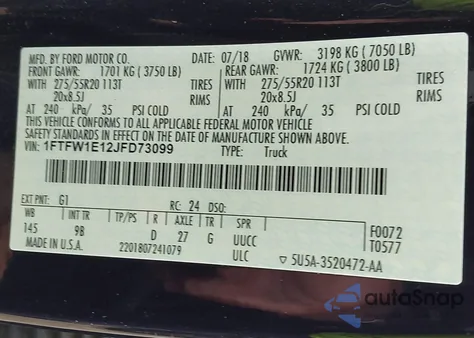 MFD. BY FORD MOTOR CO. DATE: 07/18 GVWR: 3198 KG ( 7050 LB)
FRONT GAWR: 1701 KG ( 3750 LB) REAR GAWR: 1724 KG ( 3800 LB)
WITH 275/55R20 113T TIRES WITH 275/55R20 113T TIRES
20x8.5J RIMS 20x8.5J RIMS
AT 240 kPa/ 35 PSI COLD AT 240 kPa/ 35 PSI COLD
THIS VEHICLE CONFORMS TO ALL APPLICABLE FEDERAL MOTOR VEHICLE
SAFETY STANDARDS IN EFFECT ON THE DATE OF MANUFACTURE SHOWN ABOVE.
VIN: 1FTFW1E12JFD73099 TYPE: Truck
EXT PNT: G1 RC: 24 DSO: F0072
WB INT TR TP/PS R AXLE TR SPR T0577
145 9B D 27 G UUCC
MADE IN U.S.A. 2201807241079 ULC ▽ 5U5A-3520472-AA
autoSnap